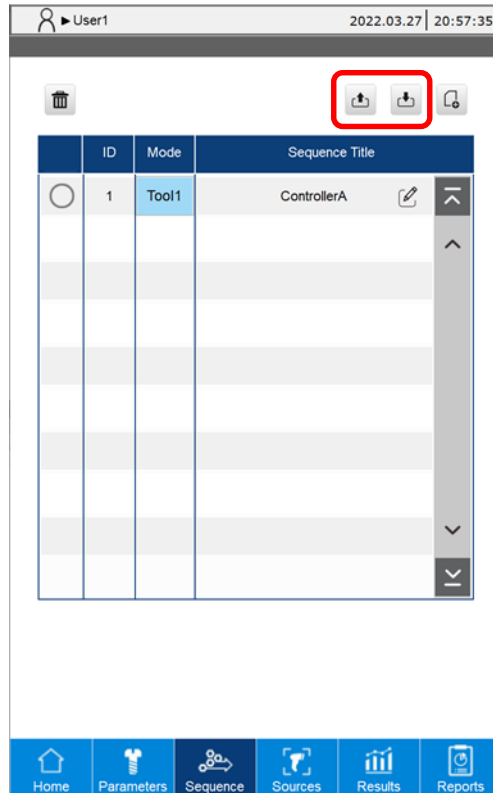 ►User1 2022.03.27 20:57:35
ID Mode Sequence Title
1 Tool1 ControllerA
Home Parameters Sequence Sources Results Reports